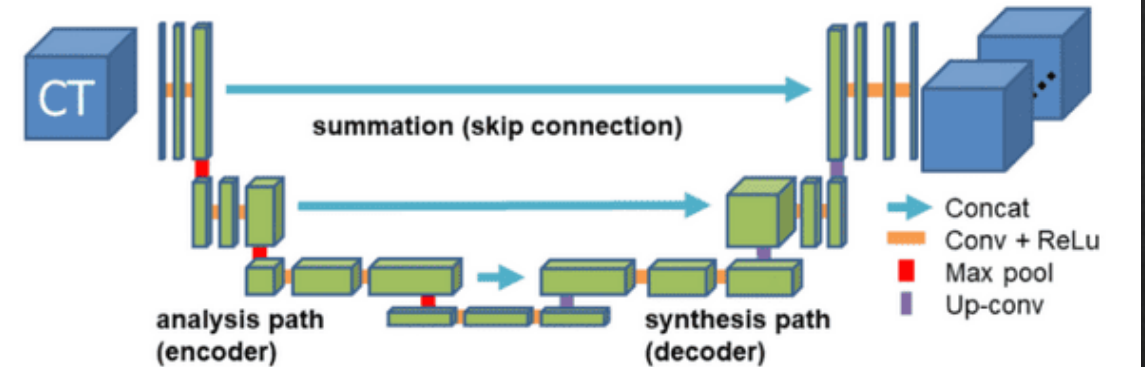 CT
summation (skip connection)
Concat
Conv + ReLu
Max pool
Up-conv
analysis path
(encoder)
synthesis path
(decoder)